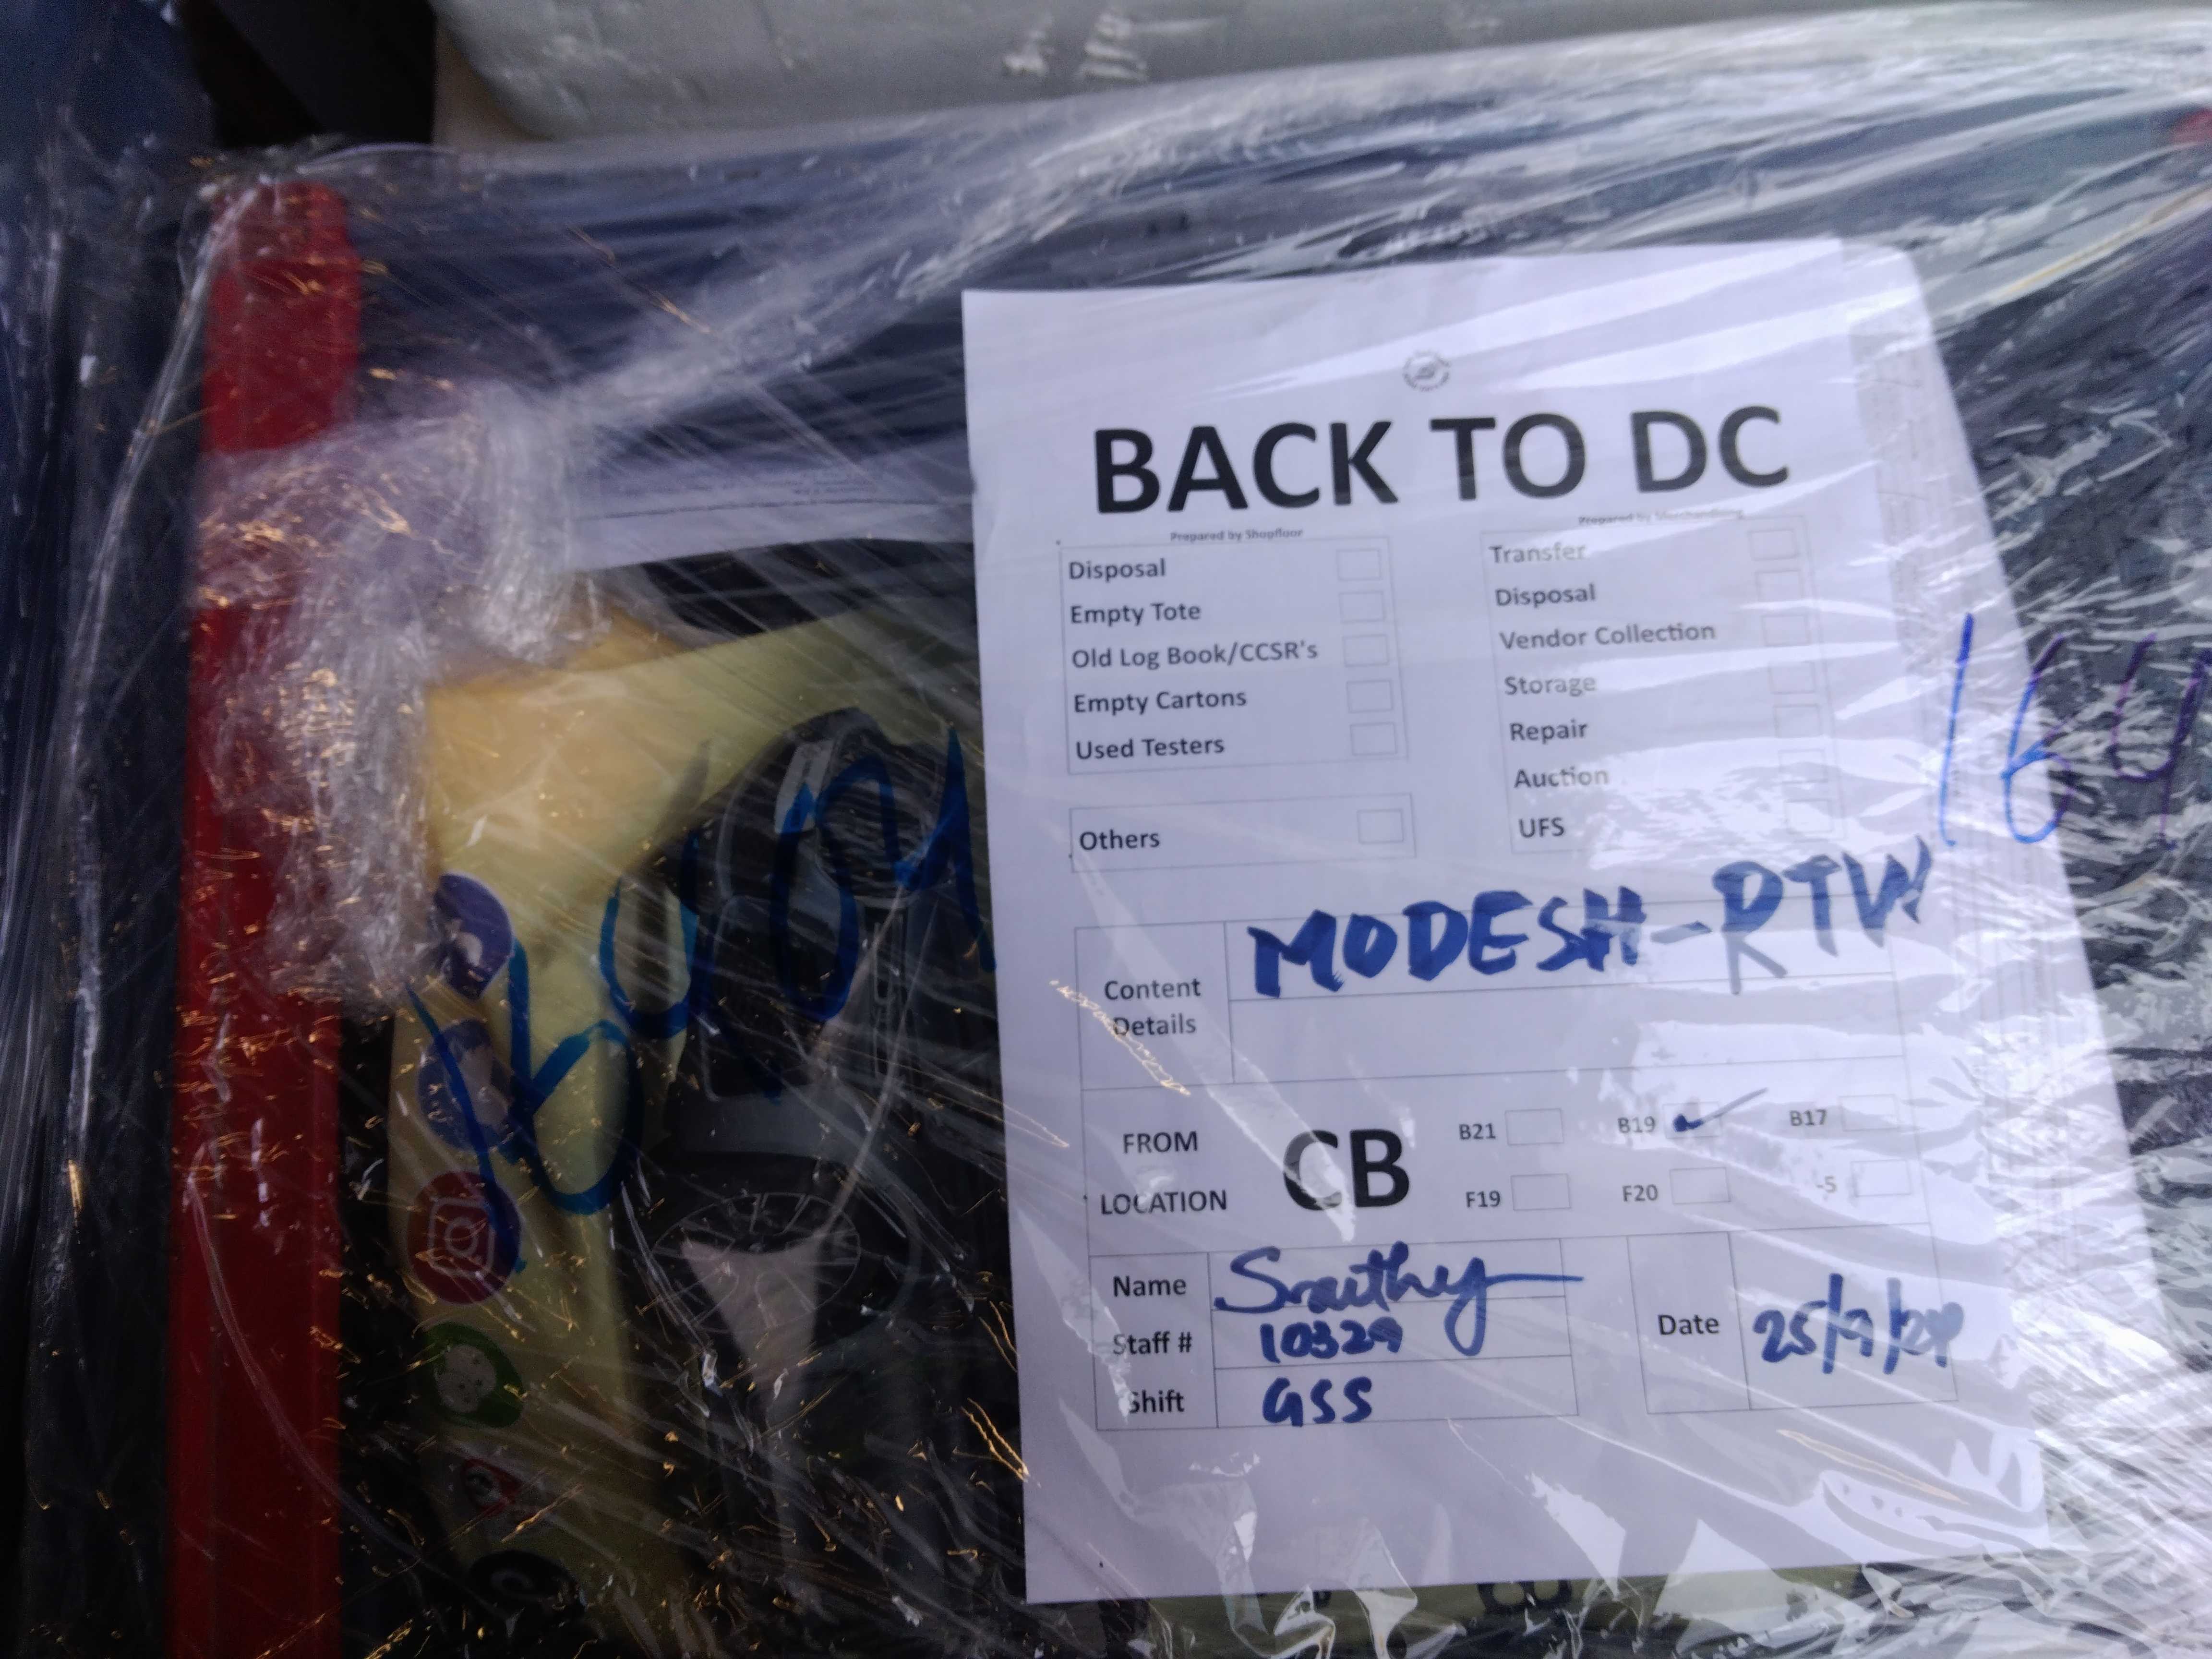 BACK TO DC
Prepared by Shopfloor
Disposal
Empty Tote
Old Log Book/CCSR's
Empty Cartons
Used Testers
Others
Prepared by Merchandising
Transfer
Disposal
Vendor Collection
Storage
Repair
Auction
UFS
Content Details
MODESH-RTW
FROM LOCATION
CB
B21
B19
B17
F19
F20
-5
Name
Staff # 10329
Shift GSS
Date